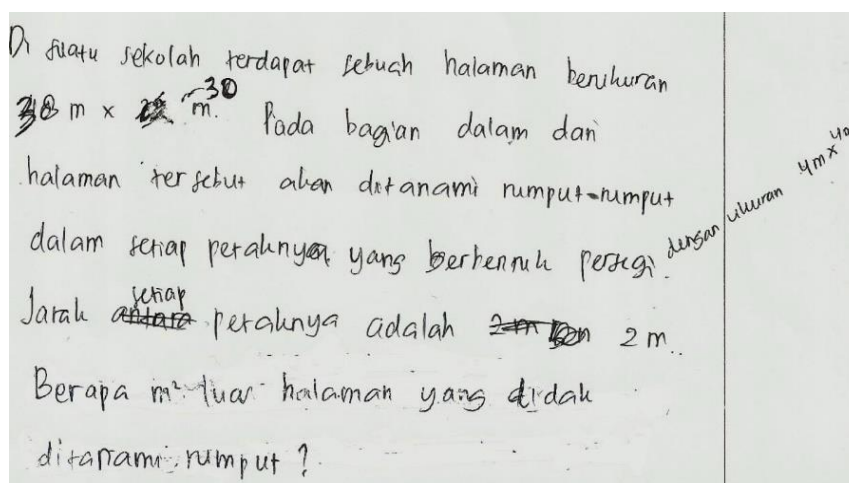 Di suatu sekolah terdapat sebuah halaman berukuran
38 m x 30 m. Pada bagian dalam dari
halaman tersebut akan ditanami rumput-rumput
dalam setiap petaknya yang berbentuk persegi. dengan ukuran 4m x 4m
Jarak setiap petaknya adalah 2 m.
Berapa m² luas halaman yang tidak
ditanami rumput?